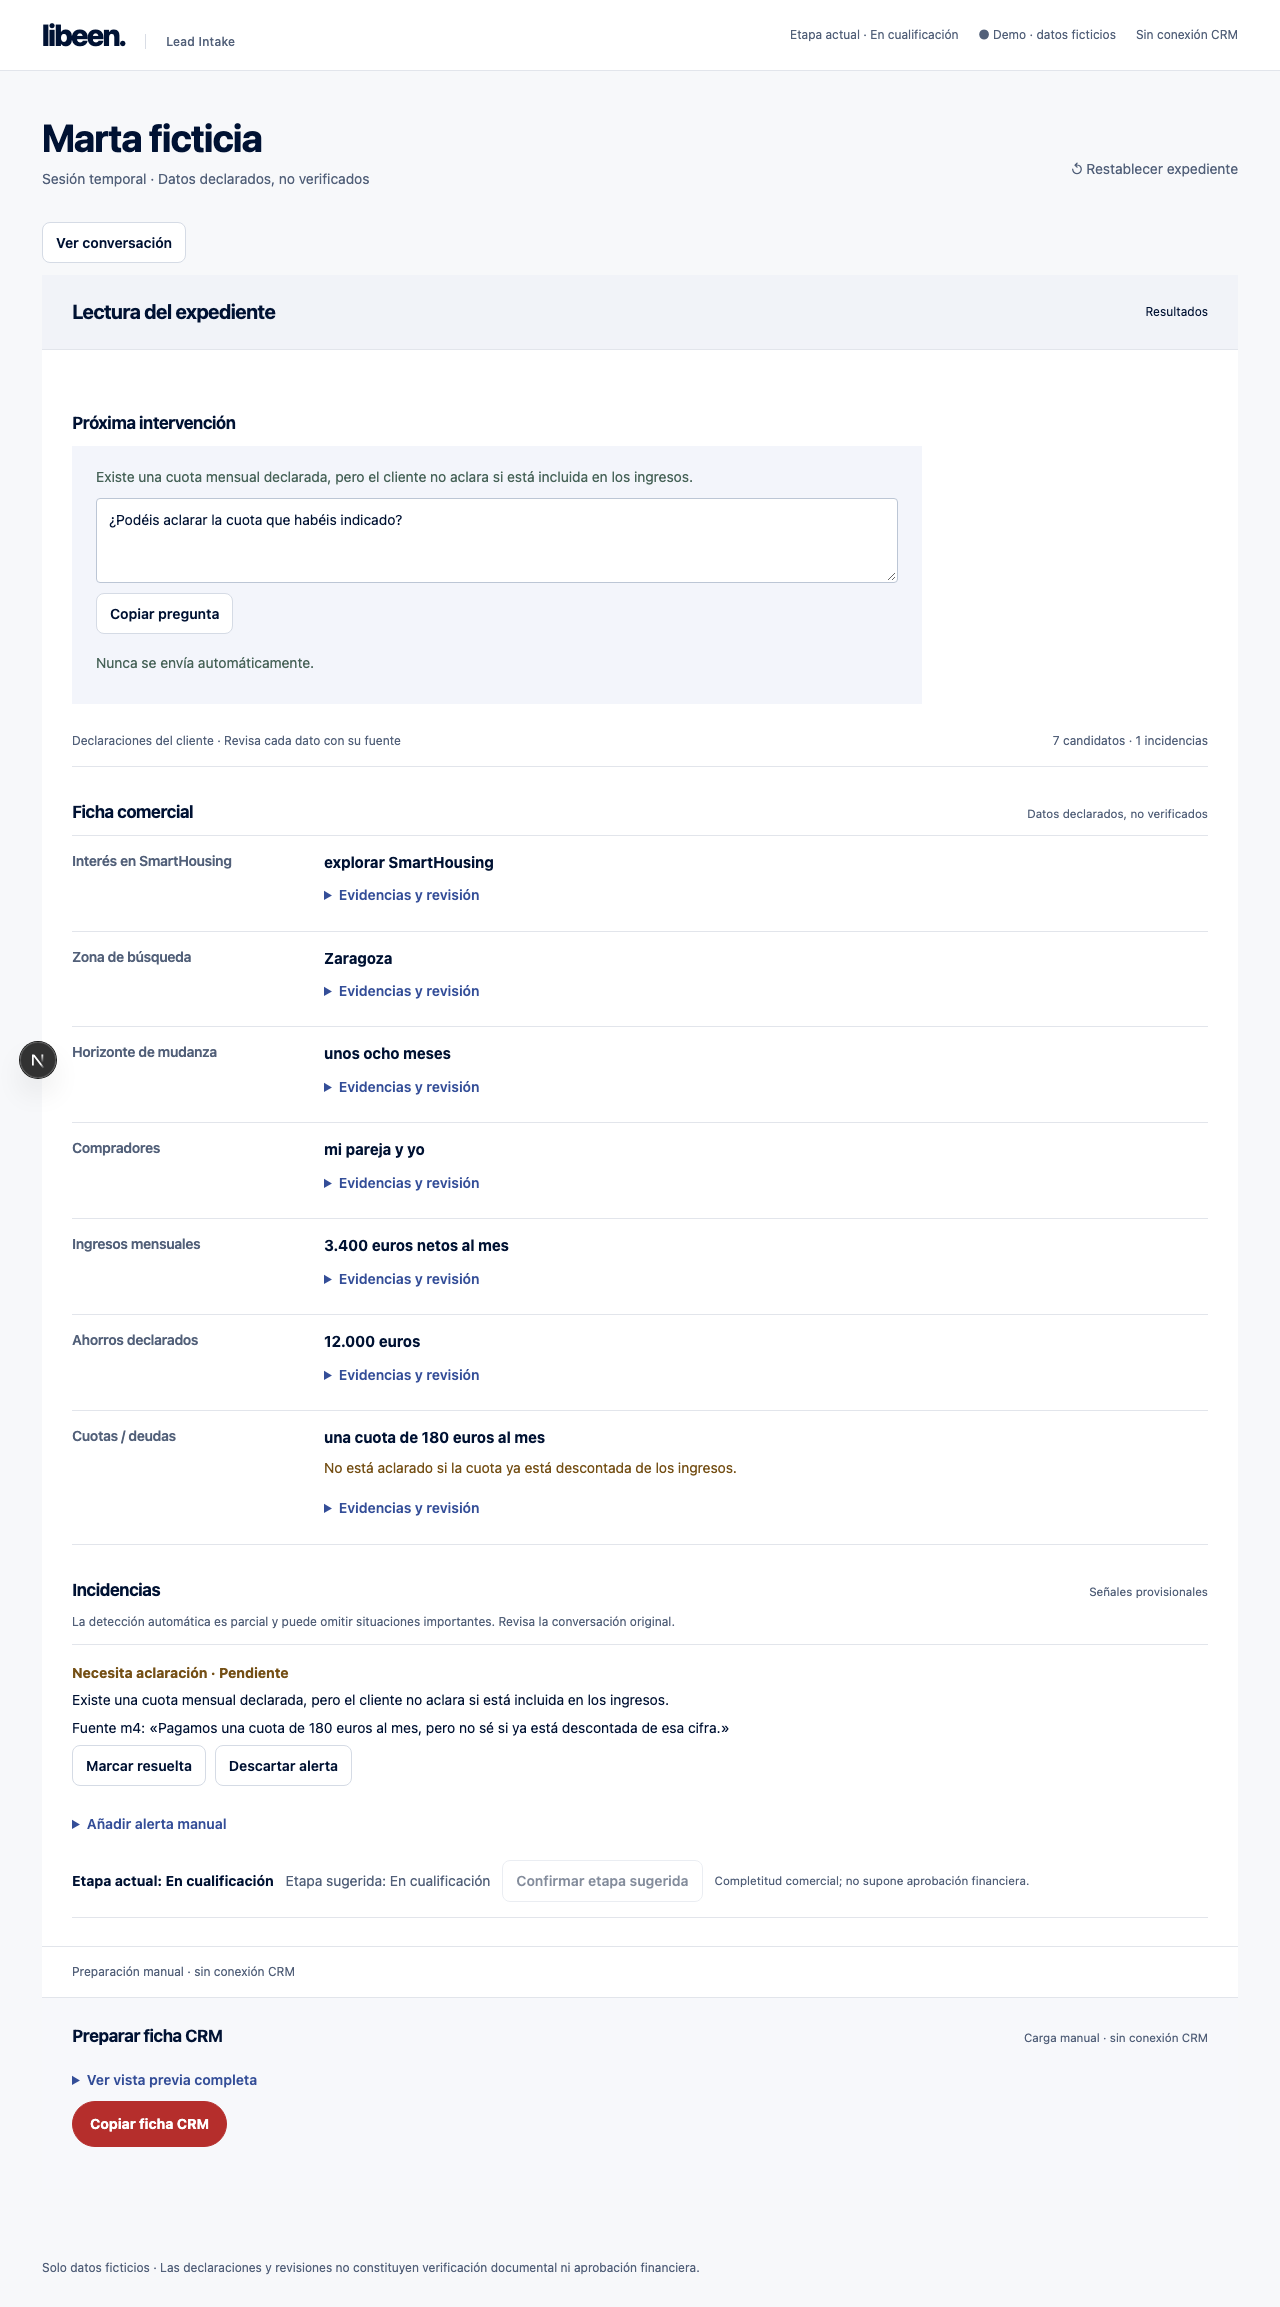 libeen.
Lead Intake
Etapa actual · En cualificación
● Demo · datos ficticios
Sin conexión CRM
Marta ficticia
Sesión temporal · Datos declarados, no verificados
↺ Restablecer expediente
Ver conversación
Lectura del expediente
Resultados
Próxima intervención
Existe una cuota mensual declarada, pero el cliente no aclara si está incluida en los ingresos.
¿Podéis aclarar la cuota que habéis indicado?
Copiar pregunta
Nunca se envía automáticamente.
Declaraciones del cliente · Revisa cada dato con su fuente
7 candidatos · 1 incidencias
Ficha comercial
Datos declarados, no verificados
Interés en SmartHousing
explorar SmartHousing
▶ Evidencias y revisión
Zona de búsqueda
Zaragoza
▶ Evidencias y revisión
N
Horizonte de mudanza
unos ocho meses
▶ Evidencias y revisión
Compradores
mi pareja y yo
▶ Evidencias y revisión
Ingresos mensuales
3.400 euros netos al mes
▶ Evidencias y revisión
Ahorros declarados
12.000 euros
▶ Evidencias y revisión
Cuotas / deudas
una cuota de 180 euros al mes
No está aclarado si la cuota ya está descontada de los ingresos.
▶ Evidencias y revisión
Incidencias
Señales provisionales
La detección automática es parcial y puede omitir situaciones importantes. Revisa la conversación original.
Necesita aclaración · Pendiente
Existe una cuota mensual declarada, pero el cliente no aclara si está incluida en los ingresos.
Fuente m4: «Pagamos una cuota de 180 euros al mes, pero no sé si ya está descontada de esa cifra.»
Marcar resuelta
Descartar alerta
▶ Añadir alerta manual
Etapa actual: En cualificación
Etapa sugerida: En cualificación
Confirmar etapa sugerida
Completitud comercial; no supone aprobación financiera.
Preparación manual · sin conexión CRM
Preparar ficha CRM
Carga manual · sin conexión CRM
▶ Ver vista previa completa
Copiar ficha CRM
Solo datos ficticios · Las declaraciones y revisiones no constituyen verificación documental ni aprobación financiera.